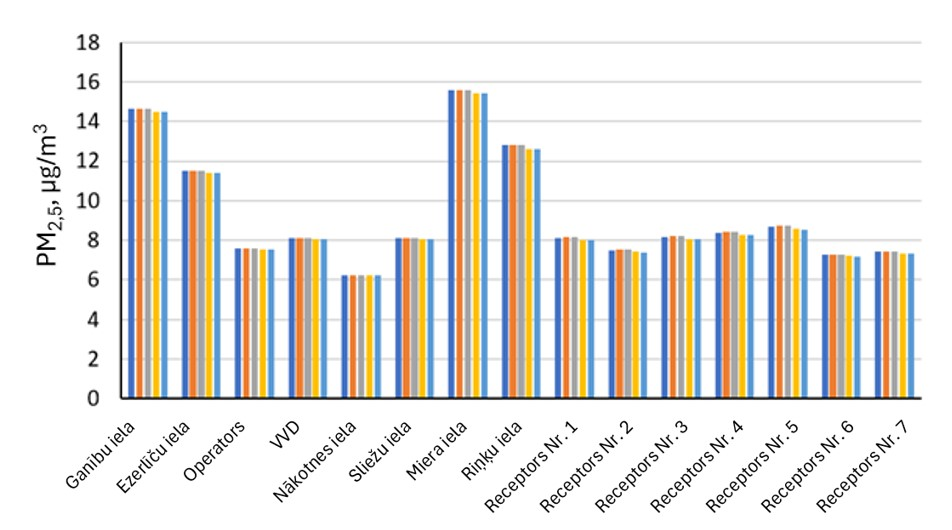 PM2,5, µg/m3
18
16
14
12
10
8
6
4
2
0
Ganību iela
Ezerlīču iela
Operators
VVD
Nākotnes iela
Sliežu iela
Miera iela
Riņķu iela
Receptors Nr. 1
Receptors Nr. 2
Receptors Nr. 3
Receptors Nr. 4
Receptors Nr. 5
Receptors Nr. 6
Receptors Nr. 7